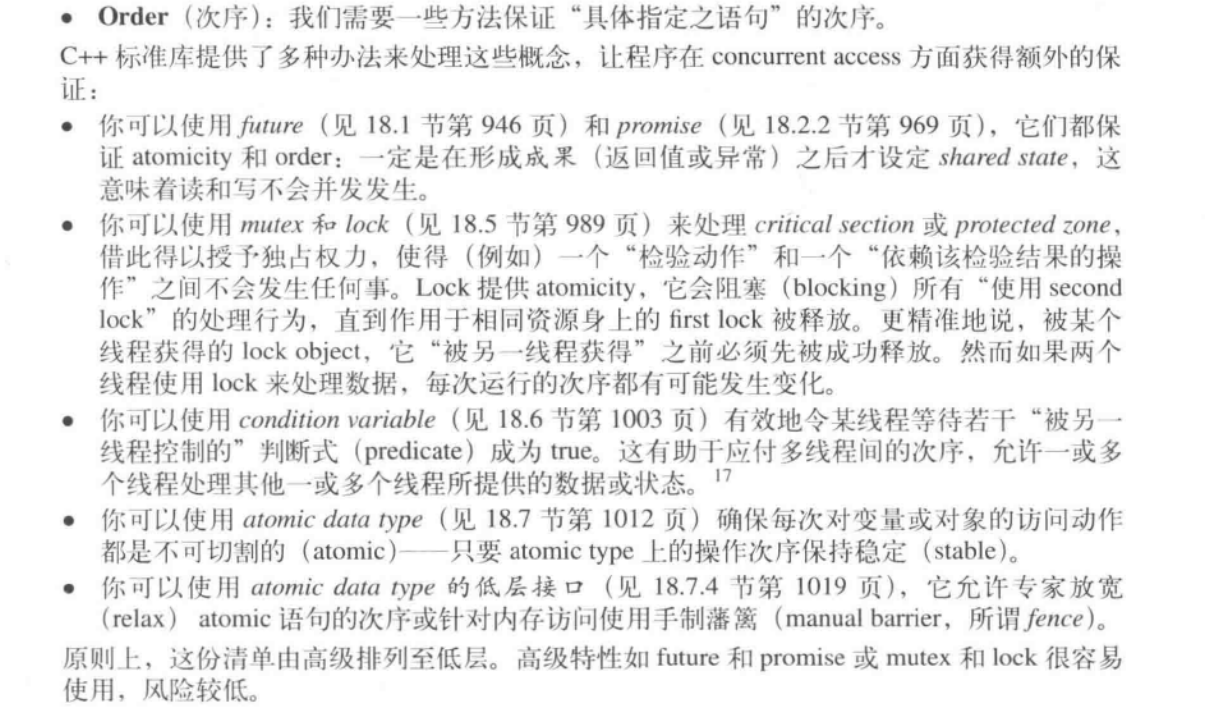 • Order（次序）：我们需要一些方法保证“具体指定之语句”的次序。
C++ 标准库提供了多种办法来处理这些概念，让程序在 concurrent access 方面获得额外的保
证：
• 你可以使用 future（见 18.1 节第 946 页）和 promise（见 18.2.2 节第 969 页），它们都保
证 atomicity 和 order：一定是在形成成果（返回值或异常）之后才设定 shared state，这
意味着读和写不会并发发生。
• 你可以使用 mutex 和 lock（见 18.5 节第 989 页）来处理 critical section 或 protected zone，
借此得以授予独占权力，使得（例如）一个“检验动作”和一个“依赖该检验结果的操
作”之间不会发生任何事。Lock 提供 atomicity，它会阻塞（blocking）所有“使用 second
lock”的处理行为，直到作用于相同资源身上的 first lock 被释放。更精准地说，被某个
线程获得的 lock object，它“被另一线程获得”之前必须先被成功释放。然而如果两个
线程使用 lock 来处理数据，每次运行的次序都有可能发生变化。
• 你可以使用 condition variable（见 18.6 节第 1003 页）有效地令某线程等待若干“被另一
线程控制的”判断式（predicate）成为 true。这有助于应付多线程间的次序，允许一或多
个线程处理其他一或多个线程所提供的数据或状态。17
• 你可以使用 atomic data type（见 18.7 节第 1012 页）确保每次对变量或对象的访问动作
都是不可切割的（atomic）——只要 atomic type 上的操作次序保持稳定（stable）。
• 你可以使用 atomic data type 的低层接口（见 18.7.4 节第 1019 页），它允许专家放宽
（relax） atomic 语句的次序或针对内存访问使用手制藩篱（manual barrier，所谓 fence）。
原则上，这份清单由高级排列至低层。高级特性如 future 和 promise 或 mutex 和 lock 很容易
使用，风险较低。